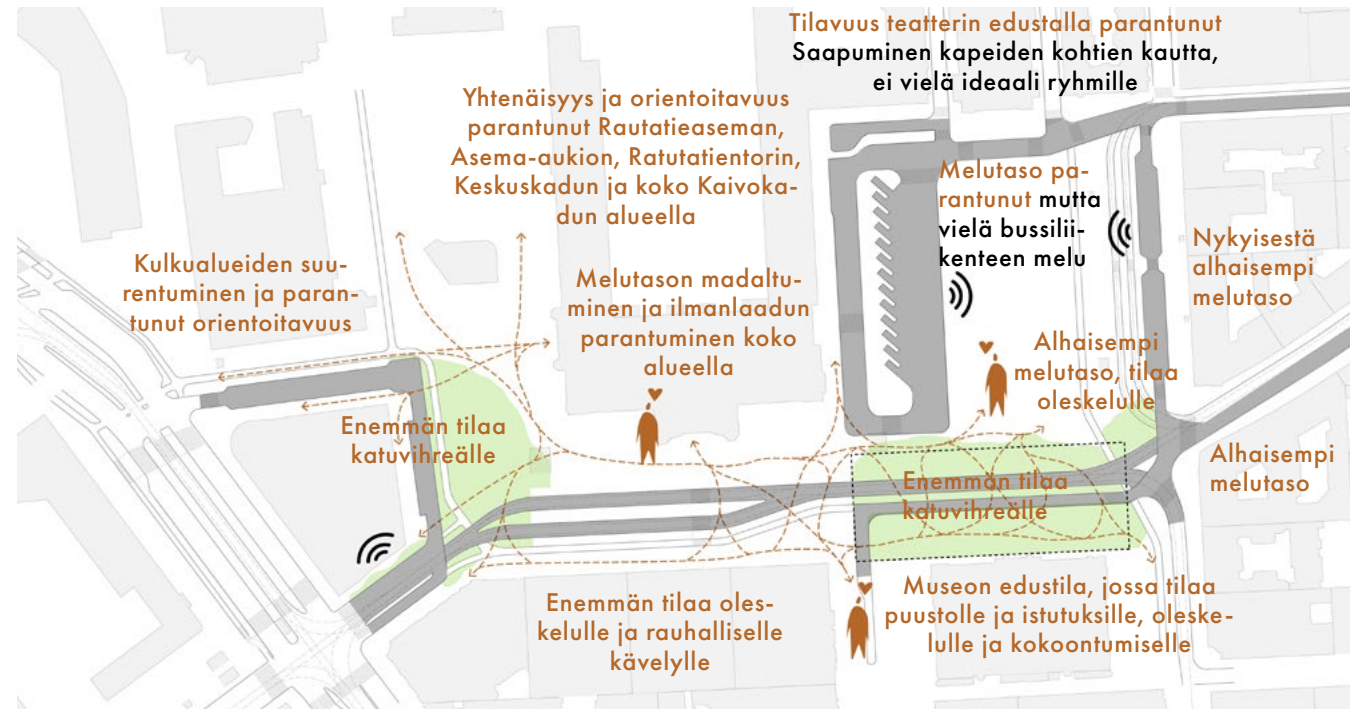 Tilavuus teatterin edustalla parantunut
Saapuminen kapeiden kohtien kautta,
ei vielä ideaali ryhmille
Yhtenäisyys ja orientoitavuus
parantunut Rautatieaseman,
Asema-aukion, Ratutatientorin,
Keskuskadun ja koko Kaivoka-
dun alueella
Melutaso pa-
rantunut mutta
vielä bussilii-
kenteen melu
Nykyisestä
alhaisempi
melutaso
Kulkualueiden suu-
rentuminen ja paran-
tunut orientoitavuus
Melutason madaltu-
minen ja ilmanlaadun
parantuminen koko
alueella
Alhaisempi
melutaso, tilaa
oleskelulle
Enemmän tilaa
katuvihreälle
Enemmän tilaa
katuvihreälle
Alhaisempi
melutaso
Enemmän tilaa oles-
kelulle ja rauhalliselle
kävelylle
Museon edustila, jossa tilaa
puustolle ja istutuksille, oleske-
lulle ja kokoontumiselle